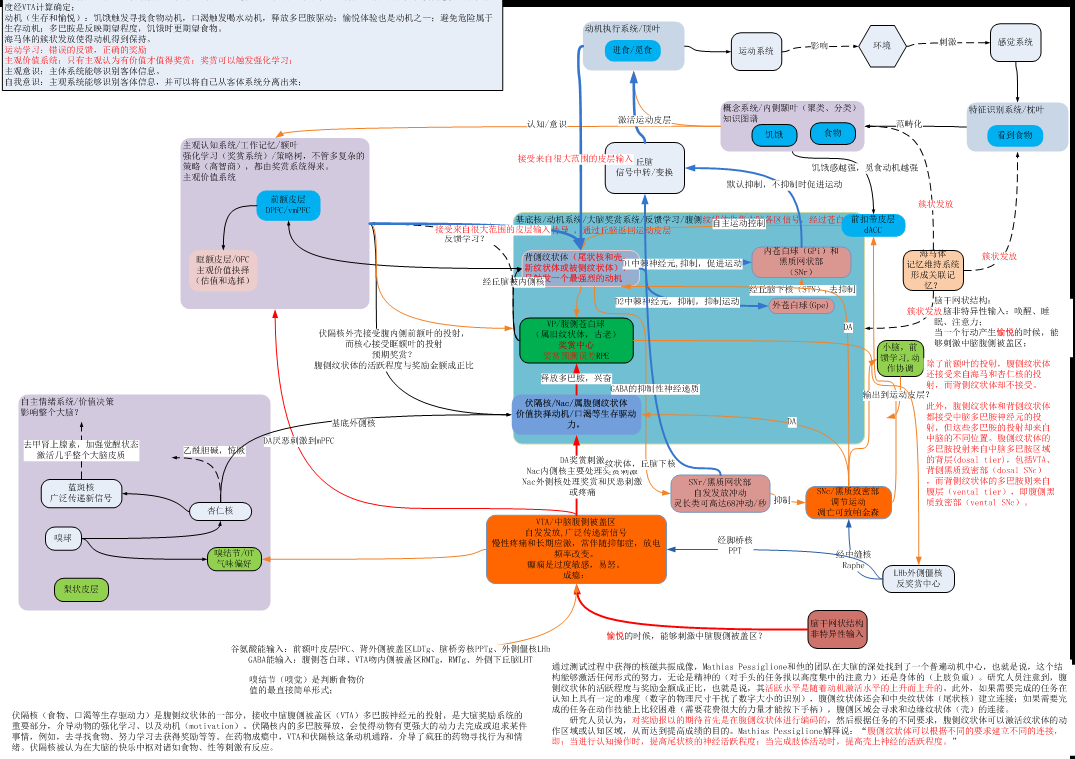 度经VTA计算确定；
动机（生存和愉悦）：饥饿触发寻找食物动机，口渴触发喝水动机，释放多巴胺驱动；愉悦体验也是动机之一；避免危险属于
生存动机；多巴胺是反映期望程度，饥饿时更期望食物。
海马体的簇状发放使得动机得到保持。
运动学习：错误的反馈，正确的奖励
主观价值系统：只有主观认为有价值才值得奖赏；奖赏可以触发强化学习；
主观意识：主体系统能够识别客体信息。
自我意识：主观系统能够识别客体信息，并可以将自己从客体系统分离出来；
动机执行系统/顶叶
进食/觅食
运动系统
影响
环境
刺激
感觉系统
概念系统/内侧颞叶（聚类、分类）
知识图谱
饥饿
食物
范畴化
特征识别系统/枕叶
看到食物
认知/意识
激活运动皮层
接受来自很大范围的皮层输入
丘脑
信号中转/变换
饥饿感越强，觅食动机越强
默认抑制，不抑制时促进运动
主观认知系统/工作记忆/额叶
强化学习（奖赏系统）/策略树，不管多复杂的
策略（高智商），都由奖赏系统得来。
主观价值系统
前额皮层
DPFC/vmPFC
眶额皮层/OFC
主观价值抉择
（估值和选择）
簇状发放
基底核/动机系统/大脑奖赏系统/反馈学习/腹侧
前扣带皮层
dACC
自主运动控制
接受来自很大范围的皮层输入
，通过丘脑返回运动皮层
反馈学习？
背侧纹状体（尾状核和壳
新纹状体或被侧纹状体）
一个最强烈的动机
D1中棘神经元,抑制，促进运动
内苍白球（GPi）和
黑质网状部
（SNr）
经丘脑被内侧核
经丘脑下核（STN），去抑制
D2中棘神经元，抑制，抑制运动
外苍白球(Gpe)
海马体
记忆维持系统
形成关联记
忆?
簇状发放
脑干网状结构：
簇状发放脑非特异性输入：唤醒、睡
眠、注意力；
当一个行动产生愉悦的时候，能
够刺激中脑腹侧被盖区；
DA
VP/腹侧苍白球
（属旧纹状体，古老）
奖赏中心
奖赏预测误差RPE
伏隔核外壳接受腹内侧前额叶的投射，
而核心接受眶额叶的投射
预期奖赏？
腹侧纹状体的活跃程度与奖励金额成正比
小脑，前
馈学习，动
作协调
除了前额叶的投射，腹侧纹状体
还接受来自海马和杏仁核的投
射，而背侧纹状体却不接受。
释放多巴胺，兴奋
GABA的抑制性神经递质
输出到运动皮层?
伏隔核/Nac/属腹侧纹状体
价值抉择动机/口渴等生存驱动
力。
此外，腹侧纹状体和背侧纹状体
都接受中脑多巴胺神经元的投
射，但这些多巴胺的投射却来自
中脑的不同位置。腹侧纹状体的
多巴胺投射来自中脑多巴胺区域
的背层(dosal tier)，包括VTA、
背侧黑质致密部（dosal SNc）
。而背侧纹状体的多巴胺则来自
腹层（vental tier)，即腹侧黑
质致密部（vental SNc）。
DA
自主情绪系统/价值决策
影响整个大脑？
基底外侧核
DA厌恶刺激到mPFC
去甲肾上腺素，加强觉醒状态
激活几乎整个大脑皮质
乙酰胆碱，惊慌
蓝斑核
广泛传递新信号
杏仁核
嗅球
嗅结节/OT
气味偏好
梨状皮层
DA奖赏刺激
纹状体，丘脑下核
Nac内侧核主要处理奖赏刺激
Nac外侧核处理奖赏和厌恶刺激
或疼痛
SNr/黑质网状部
自发发放冲动
灵长类可高达68冲动/秒
抑制
SNc/黑质致密部
调节运动
凋亡可致帕金森
VTA/中脑腹侧被盖区
自发发放,广泛传递新信号
慢性疼痛和长期应激，常伴随抑郁症，放电
频率改变。
癫痫是过度敏感，易努。
成瘾；
经脚桥核
PPT
经中缝核
Raphe
LHb外侧僵核
反奖赏中心
愉悦的时候，能够刺激中脑腹侧被盖区？
脑干网状结构
非特异性输入
谷氨酸能输入：前额叶皮层PFC、背外侧被盖区LDTg、脑桥旁核PPTg、外侧僵核LHb
GABA能输入：腹侧苍白球、VTA吻内侧被盖区RMTg, RMTg、外侧下丘脑LHT
嗅结节（嗅觉）是判断食物价
值的最直接简单形式；
通过测试过程中获得的核磁共振成像，Mathias Pessiglione和他的团队在大脑的深处找到了一个普遍动机中心，也就是说，这个结
构能够激活任何形式的努力，无论是精神的（对手头的任务报以高度集中的注意力）还是身体的（上肢负重）。研究人员注意到，腹
侧纹状体的活跃程度与奖励金额成正比，也就是说，其活跃水平是随着动机激活水平的上升而上升的。此外，如果需要完成的任务在
认知上具有一定的难度（数字的物理尺寸干扰了数字大小的识别），腹侧纹状体还会和中央纹状体（尾状核）建立连接；如果需要完
成的任务在动作技能上比较困难（需要花费很大的力量才能按下手柄），腹侧区域会寻求和边缘纹状体（壳）的连接。
研究人员认为，对奖励报以的期待首先是在腹侧纹状体进行编码的，然后根据任务的不同要求，腹侧纹状体可以激活纹状体的动
作区域或认知区域，从而达到提高成绩的目的。Mathias Pessiglione解释说：“腹侧纹状体可以根据不同的要求建立不同的连接，
即：当进行认知操作时，提高尾状核的神经活跃程度；当完成肢体活动时，提高壳上神经的活跃程度。”
伏隔核（食物、口渴等生存驱动力）是腹侧纹状体的一部分，接收中脑腹侧被盖（VTA）多巴胺神经元的投射，是大脑奖励系统的
重要部分，介导动物的强化学习，以及动机（motivation）。伏隔核内的多巴胺释放，会使得动物有更强大的动力去完成或追求某件
事情，例如，去寻找食物、努力学习去获得奖励等等。在药物成瘾中，VTA和伏隔核这条动机通路，介导了疯狂的药物寻找行为和情
绪。伏隔核被认为在大脑的快乐中枢对诸如食物、性等刺激有反应。